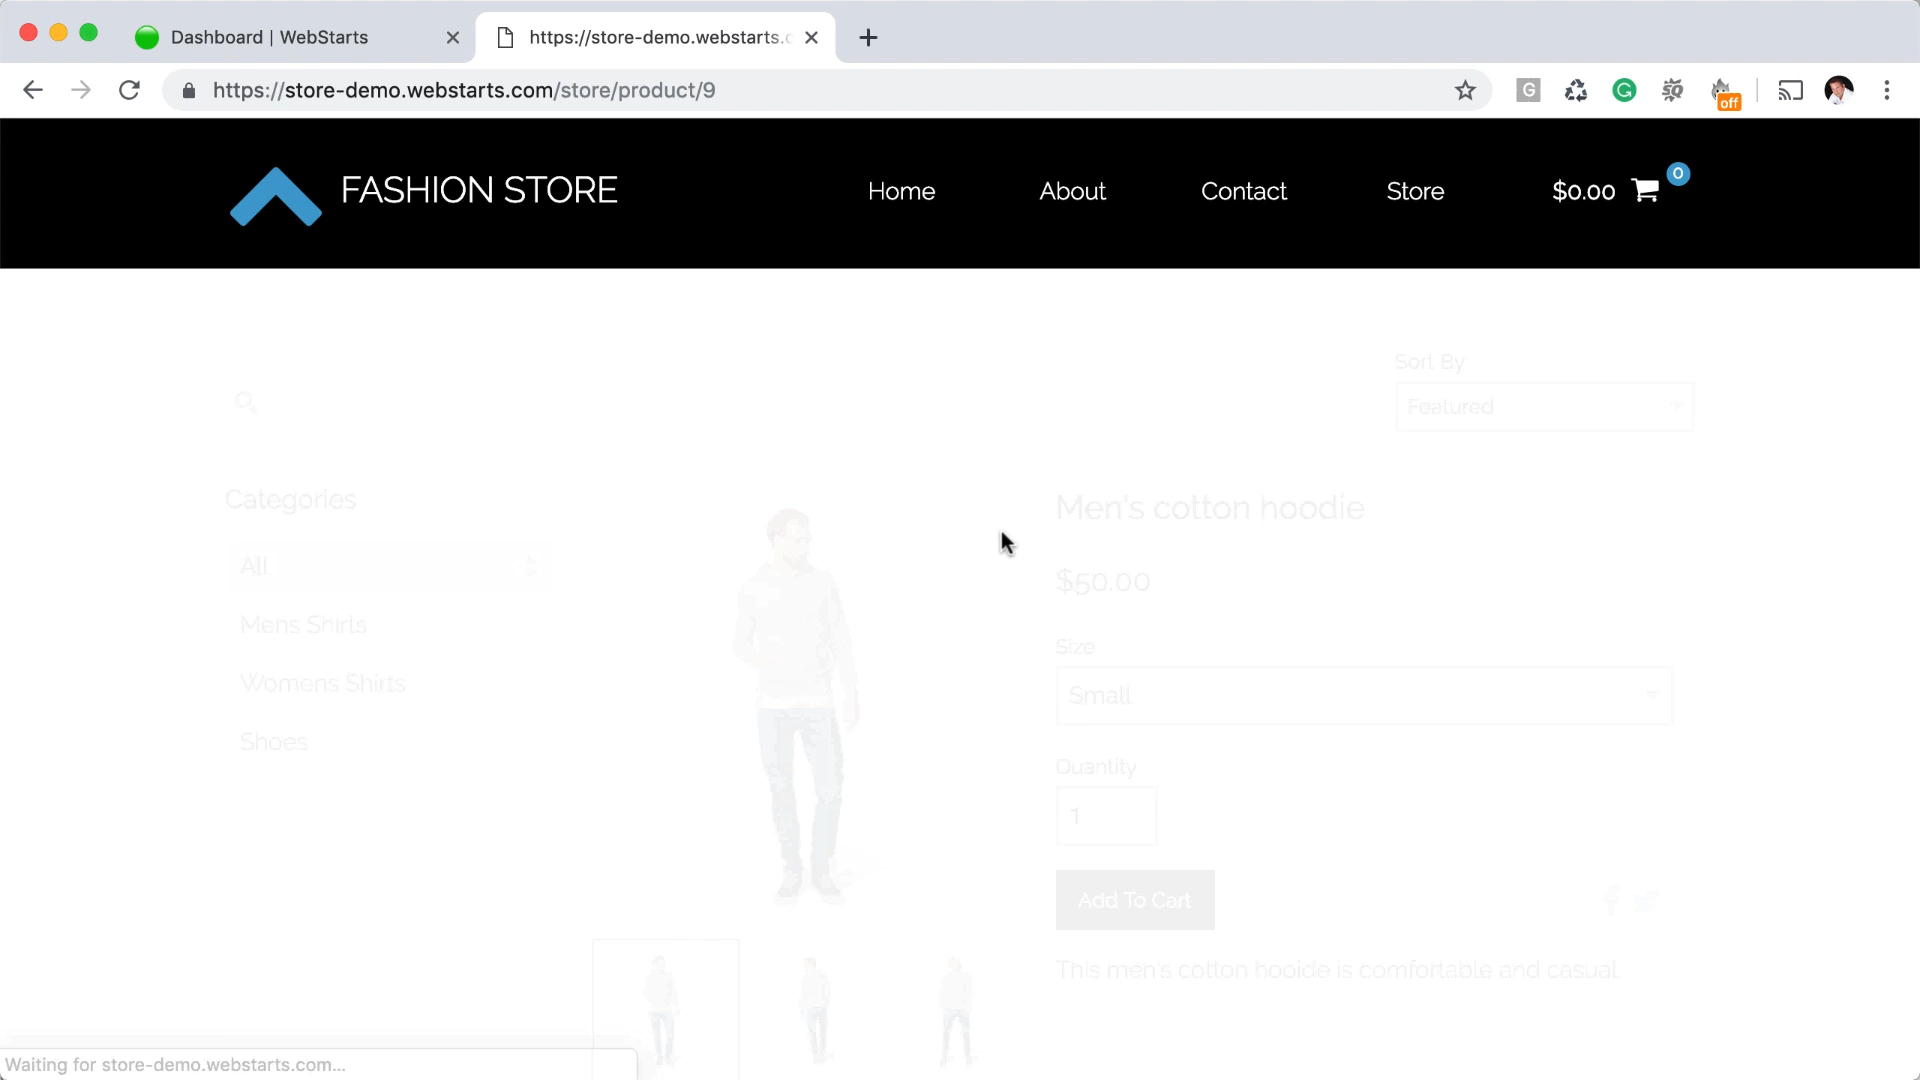 Dashboard | WebStarts
https://store-demo.webstarts.c
https://store-demo.webstarts.com/store/product/9
G
G
off
FASHION STORE
Home
About
Contact
Store
$0.00
0
Sort By
Featured
Categories
All
Mens Shirts
Womens Shirts
Shoes
Men's cotton hoodie
$50.00
Size
Small
Quantity
1
Add To Cart
This men's cotton hooide is comfortable and casual.
Waiting for store-demo.webstarts.com...